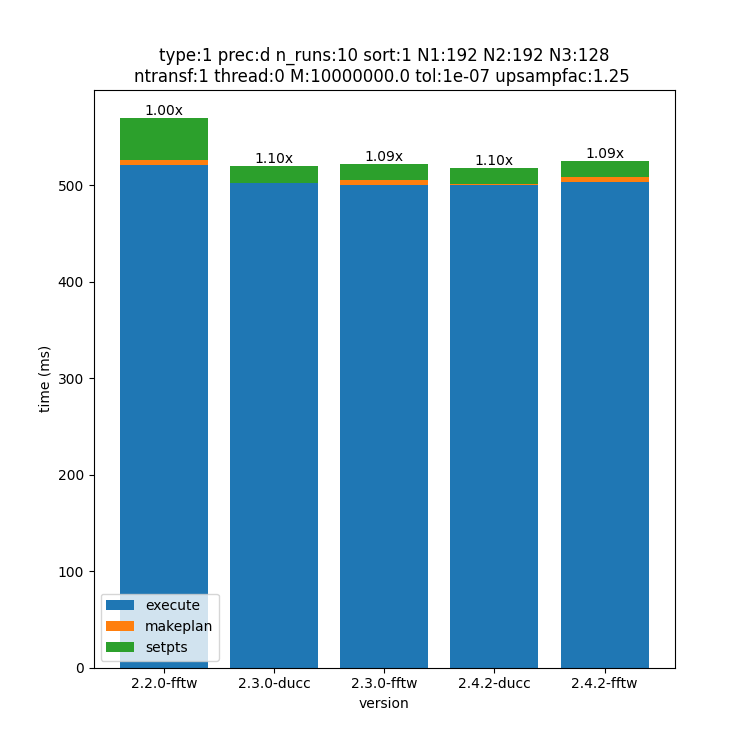 type:1 prec:d n_runs:10 sort:1 N1:192 N2:192 N3:128
ntransf:1 thread:0 M:10000000.0 tol:1e-07 upsampfac:1.25
1.00x
1.10x
1.09x
1.10x
1.09x
500
400
300
200
100
0
time (ms)
execute
makeplan
setpts
2.2.0-fftw
2.3.0-ducc
2.3.0-fftw
2.4.2-ducc
2.4.2-fftw
version